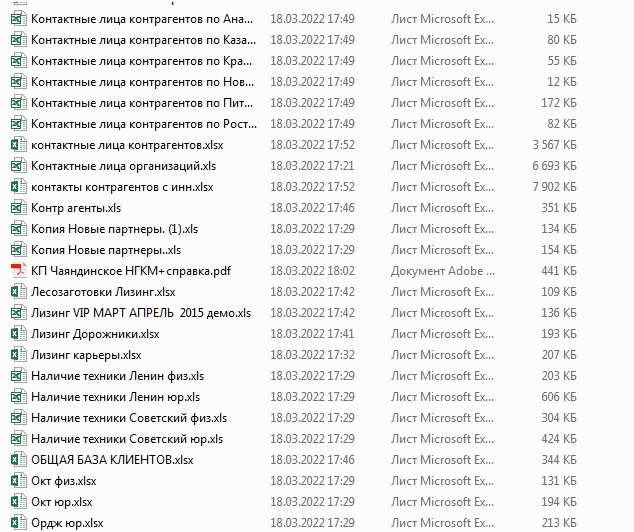 Контактные лица контрагентов по Ана... 18.03.2022 17:49 Лист Microsoft Ex... 15 КБ
Контактные лица контрагентов по Каза... 18.03.2022 17:49 Лист Microsoft Ex... 80 КБ
Контактные лица контрагентов по Кра... 18.03.2022 17:49 Лист Microsoft Ex... 55 КБ
Контактные лица контрагентов по Нов... 18.03.2022 17:49 Лист Microsoft Ex... 12 КБ
Контактные лица контрагентов по Пит... 18.03.2022 17:49 Лист Microsoft Ex... 172 КБ
Контактные лица контрагентов по Рост... 18.03.2022 17:49 Лист Microsoft Ex... 82 КБ
контактные лица контрагентов.xlsx 18.03.2022 17:52 Лист Microsoft Ex... 3 567 КБ
Контактные лица организаций.xls 18.03.2022 17:21 Лист Microsoft Ex... 6 693 КБ
контакты контрагентов с инн.xlsx 18.03.2022 17:52 Лист Microsoft Ex... 7 902 КБ
Контр агенты.xls 18.03.2022 17:46 Лист Microsoft Ex... 351 КБ
Копия Новые партнеры. (1).xls 18.03.2022 17:29 Лист Microsoft Ex... 134 КБ
Копия Новые партнеры..xls 18.03.2022 17:29 Лист Microsoft Ex... 154 КБ
КП Чаяндинское НГКМ+справка.pdf 18.03.2022 18:02 Документ Adobe ... 441 КБ
Лесозаготовки Лизинг.xlsx 18.03.2022 17:42 Лист Microsoft Ex... 109 КБ
Лизинг VIP МАРТ АПРЕЛЬ 2015 демо.xls 18.03.2022 17:42 Лист Microsoft Ex... 136 КБ
Лизинг Дорожники.xlsx 18.03.2022 17:41 Лист Microsoft Ex... 193 КБ
Лизинг карьеры.xlsx 18.03.2022 17:32 Лист Microsoft Ex... 207 КБ
Наличие техники Ленин физ.xls 18.03.2022 17:29 Лист Microsoft Ex... 203 КБ
Наличие техники Ленин юр.xls 18.03.2022 17:29 Лист Microsoft Ex... 606 КБ
Наличие техники Советский физ.xls 18.03.2022 17:29 Лист Microsoft Ex... 304 КБ
Наличие техники Советский юр.xls 18.03.2022 17:29 Лист Microsoft Ex... 424 КБ
ОБЩАЯ БАЗА КЛИЕНТОВ.xlsx 18.03.2022 17:46 Лист Microsoft Ex... 344 КБ
Окт физ.xlsx 18.03.2022 17:29 Лист Microsoft Ex... 131 КБ
Окт юр.xlsx 18.03.2022 17:29 Лист Microsoft Ex... 194 КБ
Ордж юр.xlsx 18.03.2022 17:29 Лист Microsoft Ex... 213 КБ